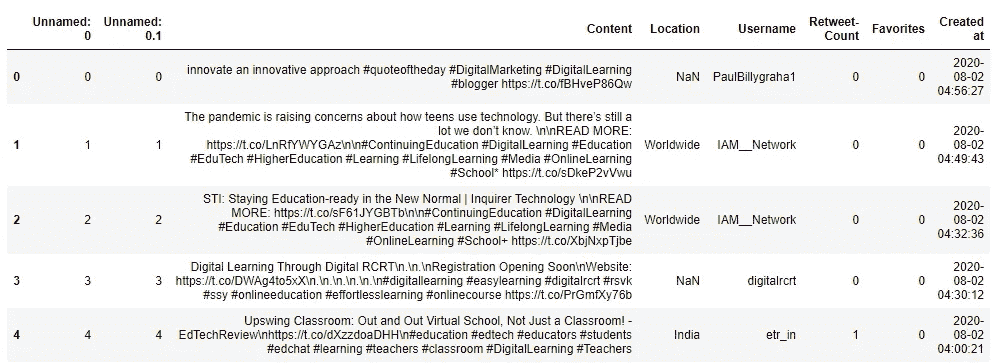 Unnamed: 0 Unnamed: 0.1 Content Location Username Retweet-Count Favorites Created at
0 0 0 innovate an innovative approach #quoteoftheday #DigitalMarketing #DigitalLearning
#blogger https://t.co/fBHveP86Qw NaN PaulBillygraha1 0 0 2020-08-02 04:56:27
1 1 1 The pandemic is raising concerns about how teens use technology. But there's still a
lot we don't know. \n\nREAD MORE:
https://t.co/LnRfYWYGAz\n\n#ContinuingEducation #DigitalLearning #Education
#EduTech #HigherEducation #Learning #LifelongLearning #Media #OnlineLearning
#School* https://t.co/sDkeP2vVwu Worldwide IAM__Network 0 0 2020-08-02 04:49:43
2 2 2 STI: Staying Education-ready in the New Normal | Inquirer Technology \n\nREAD
MORE: https://t.co/sF61JYGBTb\n\n#ContinuingEducation #DigitalLearning
#Education #EduTech #HigherEducation #Learning #LifelongLearning #Media
#OnlineLearning #School+ https://t.co/XbjNxpTjbe Worldwide IAM__Network 0 0 2020-08-02 04:32:36
3 3 3 Digital Learning Through Digital RCRT\n.\n.\nRegistration Opening Soon\nWebsite:
https://t.co/DWAg4to5xX\n.\n.\n.\n.\n.\n#digitallearning #easylearning #digitalrcrt #rsvk
#ssy #onlineeducation #effortlesslearning #onlinecourse https://t.co/PrGmfXy76b NaN digitalrcrt 0 0 2020-08-02 04:30:12
4 4 4 Upswing Classroom: Out and Out Virtual School, Not Just a Classroom! -
EdTechReview\nhttps://t.co/dXzzdoaDHH\n#education #edtech #educators #students
#edchat #learning #teachers #classroom #DigitalLearning #Teachers India etr_in 1 0 2020-08-02 04:00:21